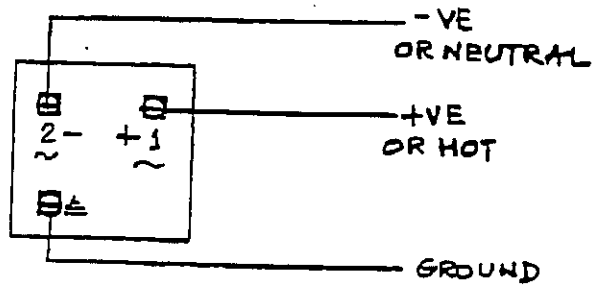 -VE
OR NEUTRAL
+VE
OR HOT
2- +1
~ ~
GROUND